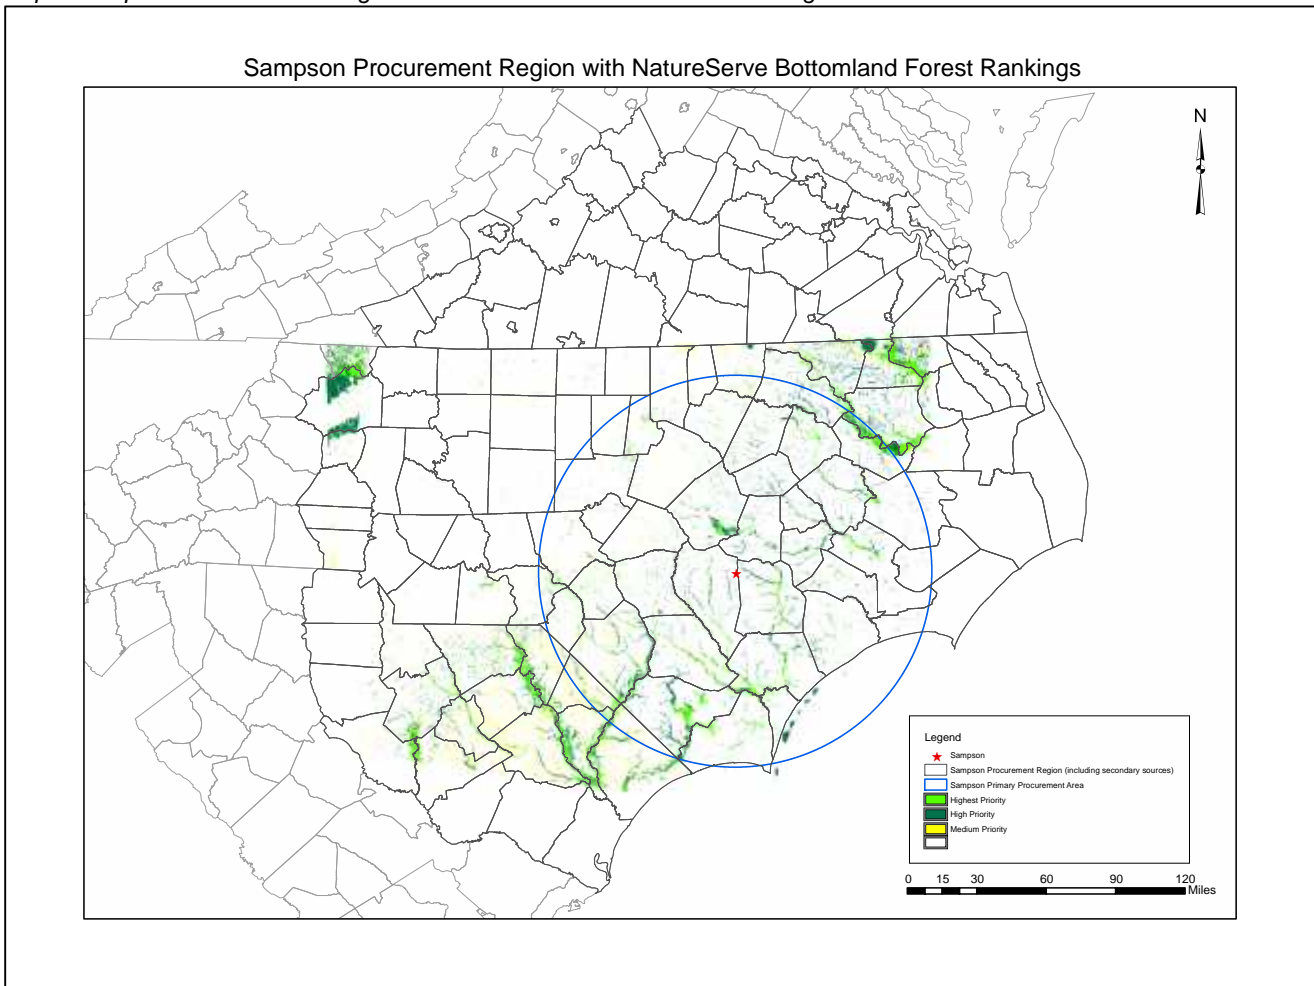 Sampson Procurement Region with NatureServe Bottomland Forest Rankings
N
Legend
Sampson
Sampson Procurement Region (including secondary sources)
Sampson Primary Procurement Area
Highest Priority
High Priority
Medium Priority
0 15 30 60 90 120
Miles